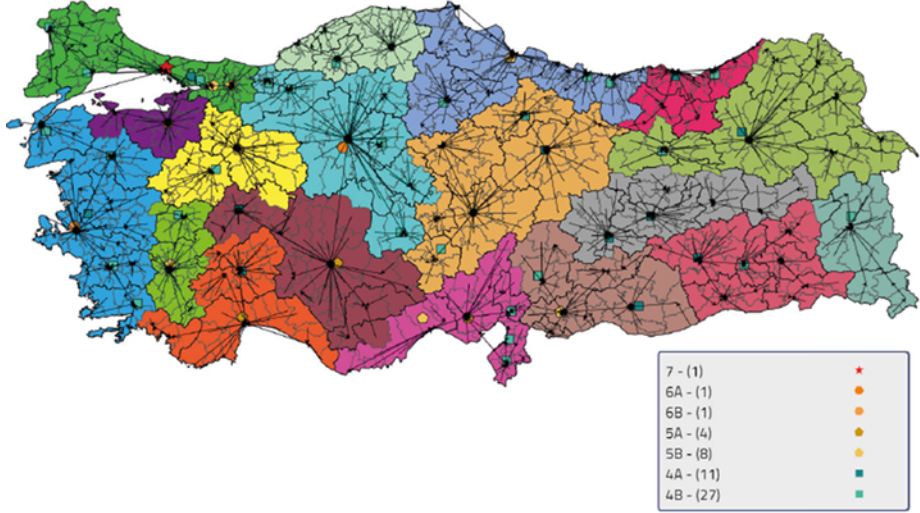 7 - (1)
6A - (1)
6B - (1)
5A - (4)
5B - (8)
4A - (11)
4B - (27)